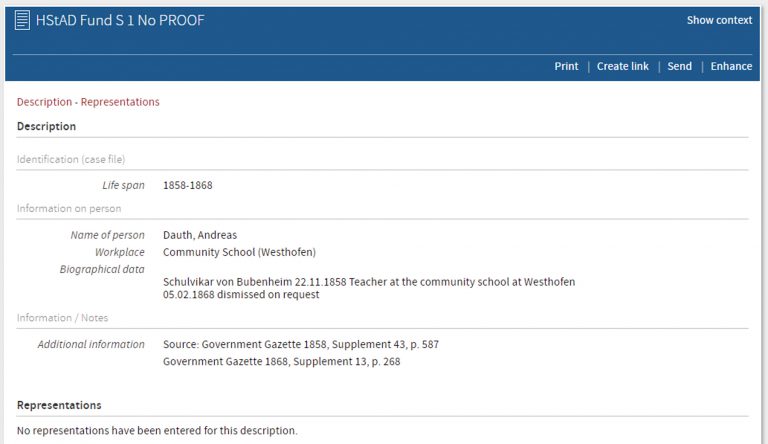 HStAD Fund S 1 No PROOF
Show context
Print | Create link | Send | Enhance
Description - Representations
Description
Identification (case file)
Life span 1858-1868
Information on person
Name of person Dauth, Andreas
Workplace Community School (Westhofen)
Biographical data
Schulvikar von Bubenheim 22.11.1858 Teacher at the community school at Westhofen
05.02.1868 dismissed on request
Information / Notes
Additional information Source: Government Gazette 1858, Supplement 43, p. 587
Government Gazette 1868, Supplement 13, p. 268
Representations
No representations have been entered for this description.